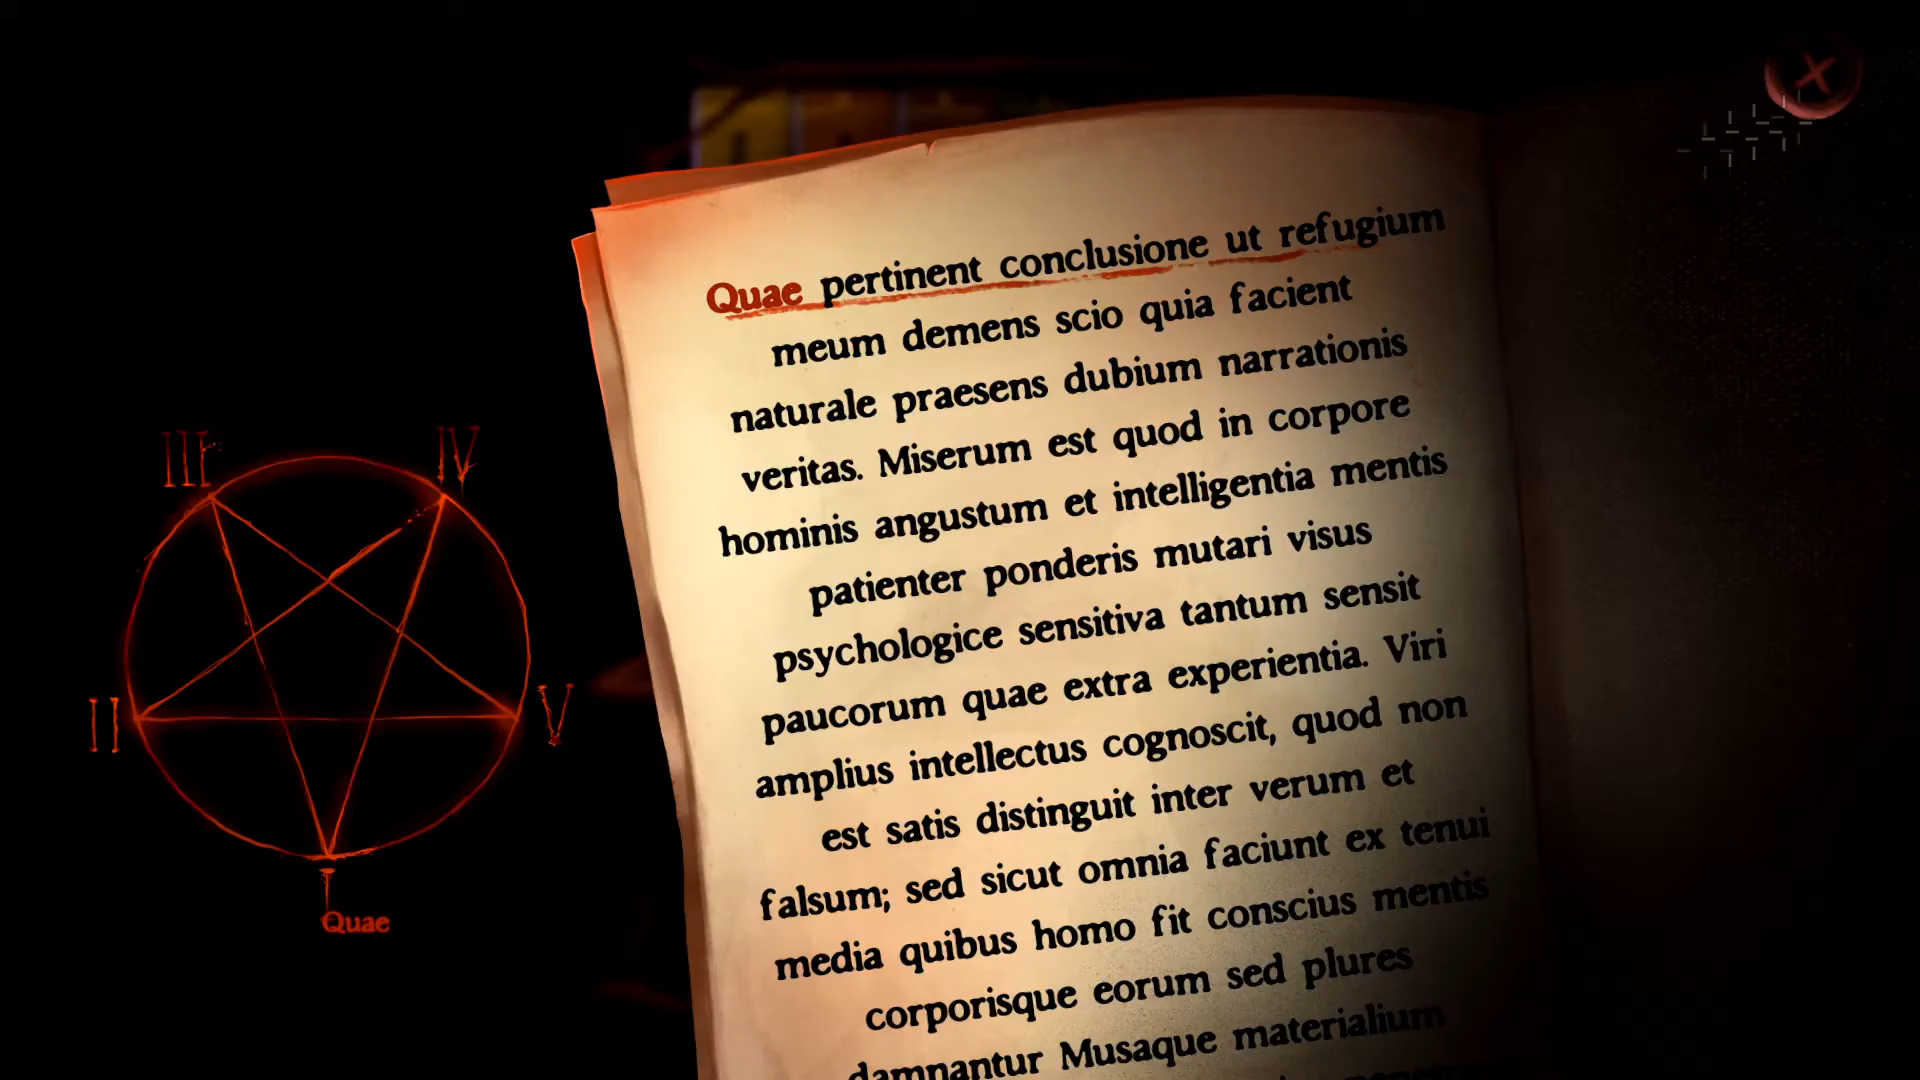 Quae pertinent conclusione ut refugium
meum demens scio quia facient
naturale praesens dubium narrationis
veritas. Miserum est quod in corpore
hominis angustum et intelligentia mentis
patienter ponderis mutari visus
psychologice sensitiva tantum sensit
paucorum quae extra experientia. Viri
amplius intellectus cognoscit, quod non
est satis distinguit inter verum et
falsum; sed sicut omnia faciunt ex tenui
media quibus homo fit conscius mentis
corporisque eorum sed plures
damnantur Musaque materialium
III
IV
II
V
I
Quae